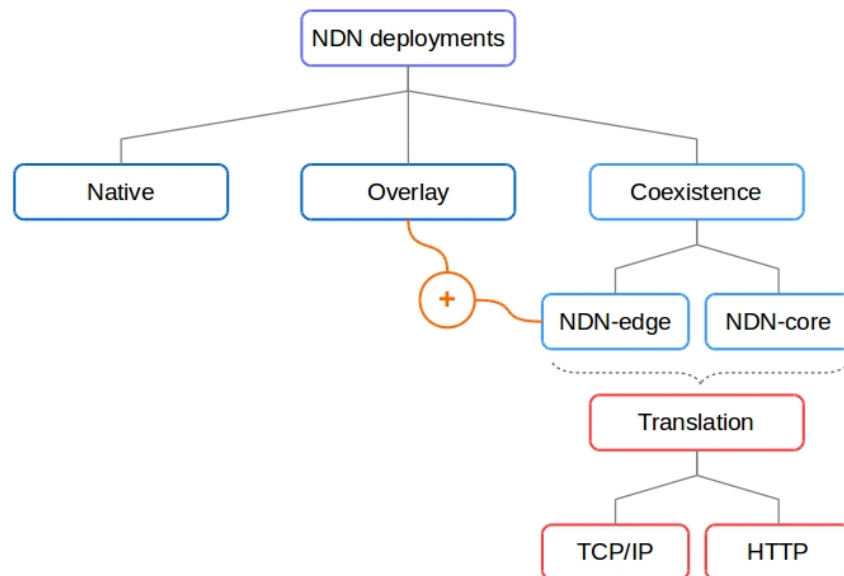 NDN deployments
Native
Overlay
Coexistence
+
NDN-edge
NDN-core
Translation
TCP/IP
HTTP